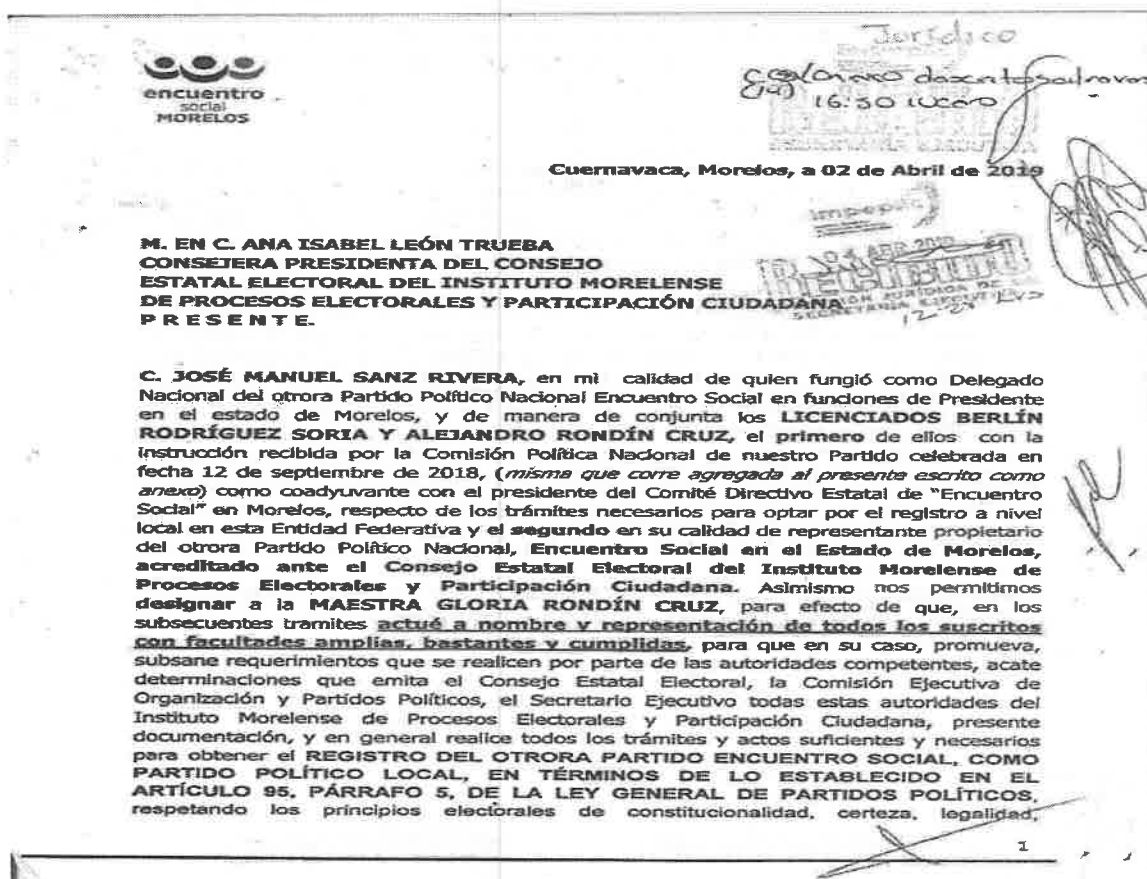 Jurídico
encuentro
social
MORELOS
16:30
Cuernavaca, Morelos, a 02 de Abril de 2019
impepac
04 ABR 2019
RECIBIDO
M. EN C. ANA ISABEL LEÓN TRUEBA
CONSEJERA PRESIDENTA DEL CONSEJO
ESTATAL ELECTORAL DEL INSTITUTO MORELENSE
DE PROCESOS ELECTORALES Y PARTICIPACIÓN CIUDADANA
P R E S E N T E.
SECRETARÍA EJECUTIVA
C. JOSÉ MANUEL SANZ RIVERA, en mi calidad de quien fungió como Delegado
Nacional del otrora Partido Político Nacional Encuentro Social en funciones de Presidente
en el estado de Morelos, y de manera de conjunta los LICENCIADOS BERLÍN
RODRÍGUEZ SORIA Y ALEJANDRO RONDÍN CRUZ, el primero de ellos con la
instrucción recibida por la Comisión Política Nacional de nuestro Partido celebrada en
fecha 12 de septiembre de 2018, (misma que corre agregada al presente escrito como
anexo) como coadyuvante con el presidente del Comité Directivo Estatal de "Encuentro
Social" en Morelos, respecto de los trámites necesarios para optar por el registro a nivel
local en esta Entidad Federativa y el segundo en su calidad de representante propietario
del otrora Partido Político Nacional, Encuentro Social en el Estado de Morelos,
acreditado ante el Consejo Estatal Electoral del Instituto Morelense de
Procesos Electorales y Participación Ciudadana. Asimismo nos permitimos
designar a la MAESTRA GLORIA RONDÍN CRUZ, para efecto de que, en los
subsecuentes tramites actué a nombre y representación de todos los suscritos
con facultades amplias, bastantes y cumplidas, para que en su caso, promueva,
subsane requerimientos que se realicen por parte de las autoridades competentes, acate
determinaciones que emita el Consejo Estatal Electoral, la Comisión Ejecutiva de
Organización y Partidos Políticos, el Secretario Ejecutivo todas estas autoridades del
Instituto Morelense de Procesos Electorales y Participación Ciudadana, presente
documentación, y en general realice todos los trámites y actos suficientes y necesarios
para obtener el REGISTRO DEL OTRORA PARTIDO ENCUENTRO SOCIAL, COMO
PARTIDO POLÍTICO LOCAL, EN TÉRMINOS DE LO ESTABLECIDO EN EL
ARTÍCULO 95, PÁRRAFO 5, DE LA LEY GENERAL DE PARTIDOS POLÍTICOS,
respetando los principios electorales de constitucionalidad, certeza, legalidad,
1